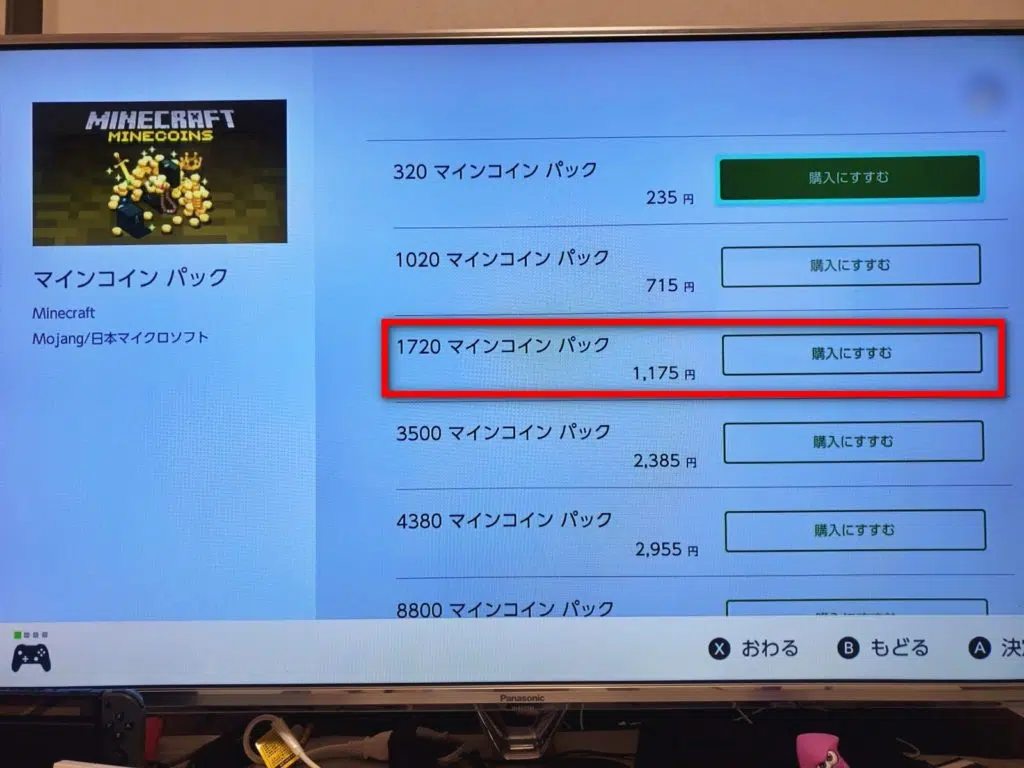 MINECRAFT
MINECOINS
マインコイン パック
Minecraft
Mojang/日本マイクロソフト
320 マインコイン パック
235 円
購入にすすむ
1020 マインコイン パック
715 円
購入にすすむ
1720 マインコイン パック
1,175 円
購入にすすむ
3500 マインコイン パック
2,385 円
購入にすすむ
4380 マインコイン パック
2,955 円
購入にすすむ
8800 マインコイン パック
X おわる
B もどる
A 決定
Panasonic